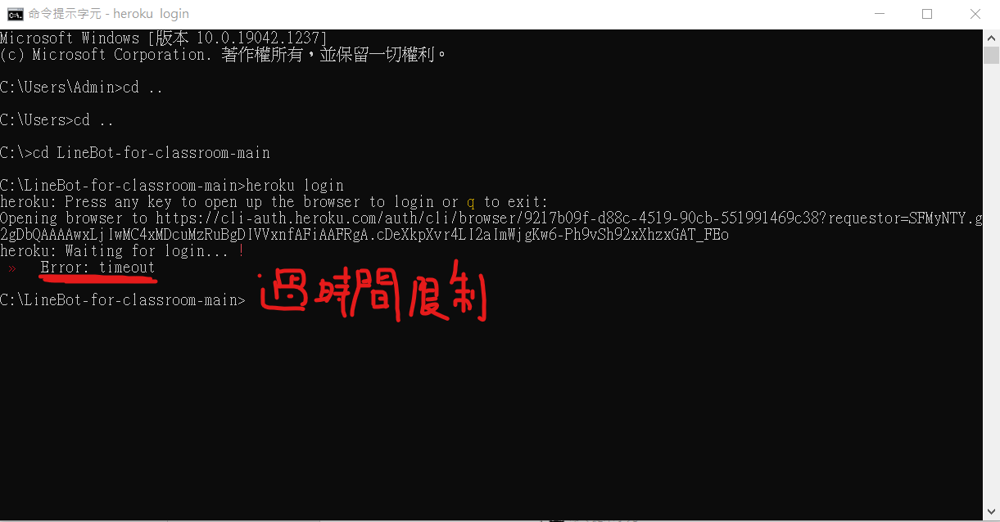 命令提示字元 - heroku login
Microsoft Windows [版本 10.0.19042.1237]
(c) Microsoft Corporation. 著作權所有，並保留一切權利。
C:\Users\Admin>cd ..
C:\Users>cd ..
C:\>cd LineBot-for-classroom-main
C:\LineBot-for-classroom-main>heroku login
heroku: Press any key to open up the browser to login or q to exit:
Opening browser to https://cli-auth.heroku.com/auth/cli/browser/9217b09f-d88c-4519-90cb-551991469c38?requestor=SFMyNTY.g
2gDbQAAAAwxLjIwMC4xMDcuMzRuBgDIVVxnfAFiAAFRgA.cDeXkpXvr4LI2aImWjgKw6-Ph9vSh92xXhzxGAT_FEo
heroku: Waiting for login... !
» Error: timeout
C:\LineBot-for-classroom-main>
過時間限制